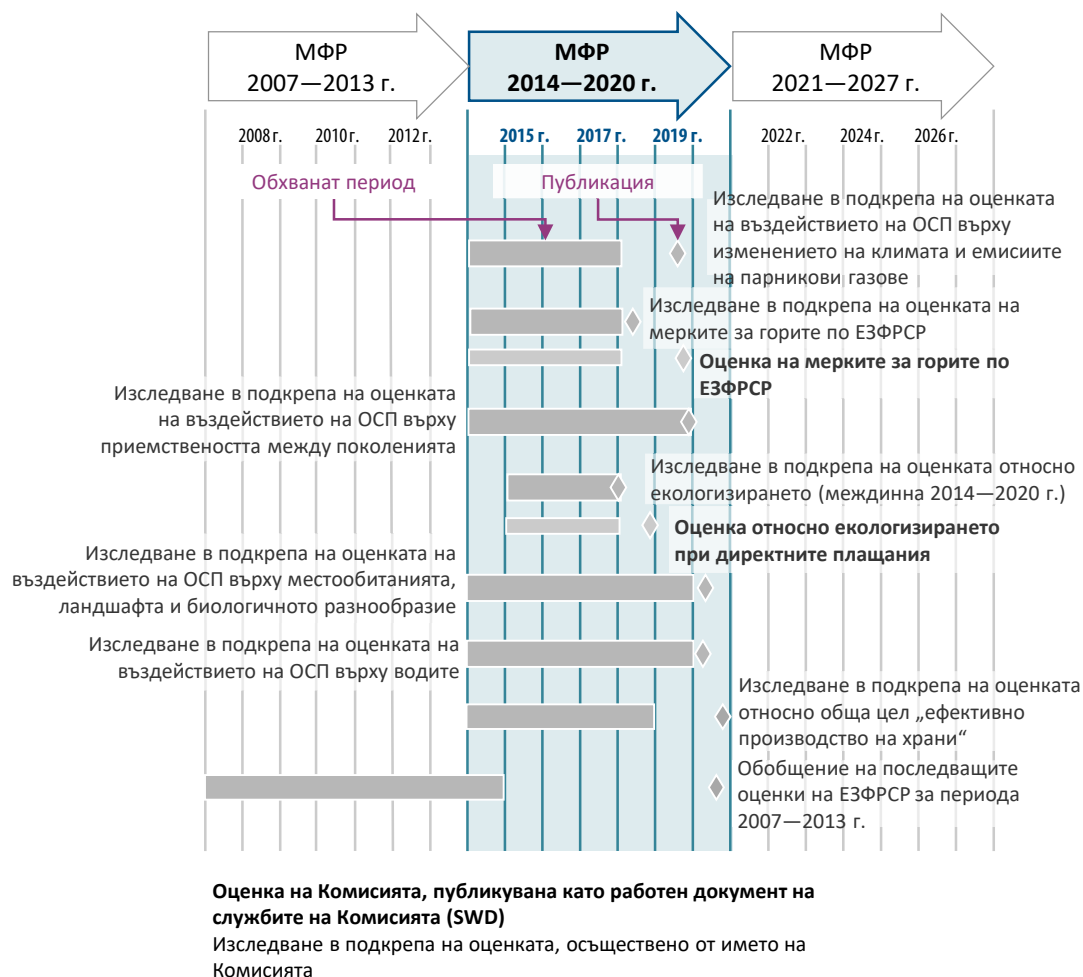 МФР
2007—2013 г.
МФР
2014—2020 г.
МФР
2021—2027 г.
2008 г.
2010 г.
2012 г.
2015 г.
2017 г.
2019 г.
2022 г.
2024 г.
2026 г.
Обхванат период
Публикация
Изследване в подкрепа на оценката
на въздействието на ОСП върху
изменението на климата и емисиите
на парникови газове
Изследване в подкрепа на оценката на
мерките за горите по ЕЗФРСР
Оценка на мерките за горите по
ЕЗФРСР
Изследване в подкрепа на оценката
на въздействието на ОСП върху
приемствеността между поколенията
Изследване в подкрепа на оценката относно
екологизирането (междинна 2014—2020 г.)
Оценка относно екологизирането
при директните плащания
Изследване в подкрепа на оценката на
въздействието на ОСП върху местообитанията,
ландшафта и биологичното разнообразие
Изследване в подкрепа на оценката на
въздействието на ОСП върху водите
Изследване в подкрепа на оценката
относно обща цел „ефективно
производство на храни“
Обобщение на последващите
оценки на ЕЗФРСР за периода
2007—2013 г.
Оценка на Комисията, публикувана като работен документ на
службите на Комисията (SWD)
Изследване в подкрепа на оценката, осъществено от името на
Комисията